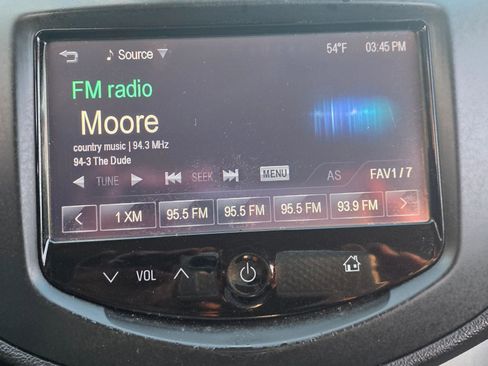 ♪ Source ▼ 54°F 03:45 PM
FM radio
Moore
country music | 94.3 MHz
94-3 The Dude
◀ TUNE ▶ ⏮ SEEK ⏭ MENU AS FAV1 / 7
< 1 XM 95.5 FM 95.5 FM 95.5 FM 93.9 FM >
VOL